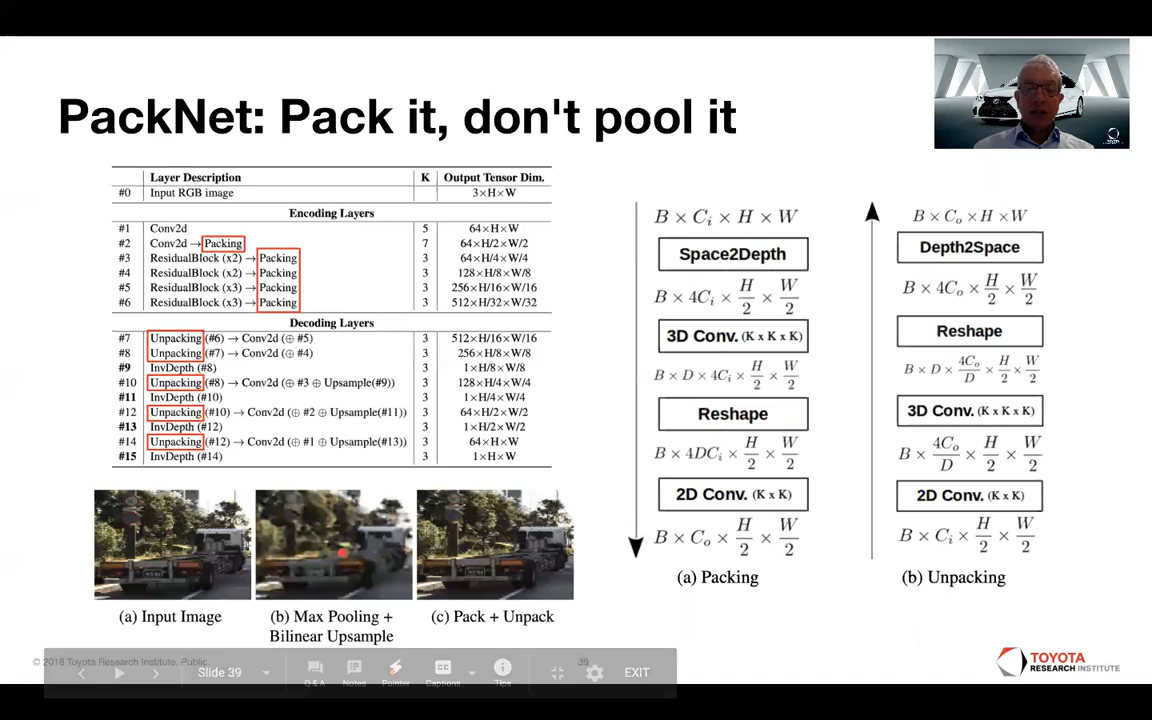 PackNet: Pack it, don't pool it
Layer Description K Output Tensor Dim.
#0 Input RGB image 3×H×W
Encoding Layers
#1 Conv2d 5 64×H×W
#2 Conv2d → Packing 7 64×H/2×W/2
#3 ResidualBlock (x2) → Packing 3 64×H/4×W/4
#4 ResidualBlock (x2) → Packing 3 128×H/8×W/8
#5 ResidualBlock (x3) → Packing 3 256×H/16×W/16
#6 ResidualBlock (x3) → Packing 3 512×H/32×W/32
Decoding Layers
#7 Unpacking (#6) → Conv2d (⊕ #5) 3 512×H/16×W/16
#8 Unpacking (#7) → Conv2d (⊕ #4) 3 256×H/8×W/8
#9 InvDepth (#8) 3 1×H/8×W/8
#10 Unpacking (#8) → Conv2d (⊕ #3 ⊕ Upsample(#9)) 3 128×H/4×W/4
#11 InvDepth (#10) 3 1×H/4×W/4
#12 Unpacking (#10) → Conv2d (⊕ #2 ⊕ Upsample(#11)) 3 64×H/2×W/2
#13 InvDepth (#12) 3 1×H/2×W/2
#14 Unpacking (#12) → Conv2d (⊕ #1 ⊕ Upsample(#13)) 3 64×H×W
#15 InvDepth (#14) 3 1×H×W
(a) Input Image
(b) Max Pooling +
Bilinear Upsample
(c) Pack + Unpack
B × C_i × H × W
Space2Depth
B × 4C_i × H/2 × W/2
3D Conv. (K x K x K)
B × D × 4C_i × H/2 × W/2
Reshape
B × 4DC_i × H/2 × W/2
2D Conv. (K x K)
B × C_o × H/2 × W/2
(a) Packing
B × C_o × H × W
Depth2Space
B × 4C_o × H/2 × W/2
Reshape
B × D × 4C_o/D × H/2 × W/2
3D Conv. (K x K x K)
B × 4C_o/D × H/2 × W/2
2D Conv. (K x K)
B × C_i × H/2 × W/2
(b) Unpacking
© 2018 Toyota Research Institute. Public.
39
Slide 39
Q & A
Notes
Pointer
Captions
Tips
EXIT
TOYOTA
RESEARCH INSTITUTE